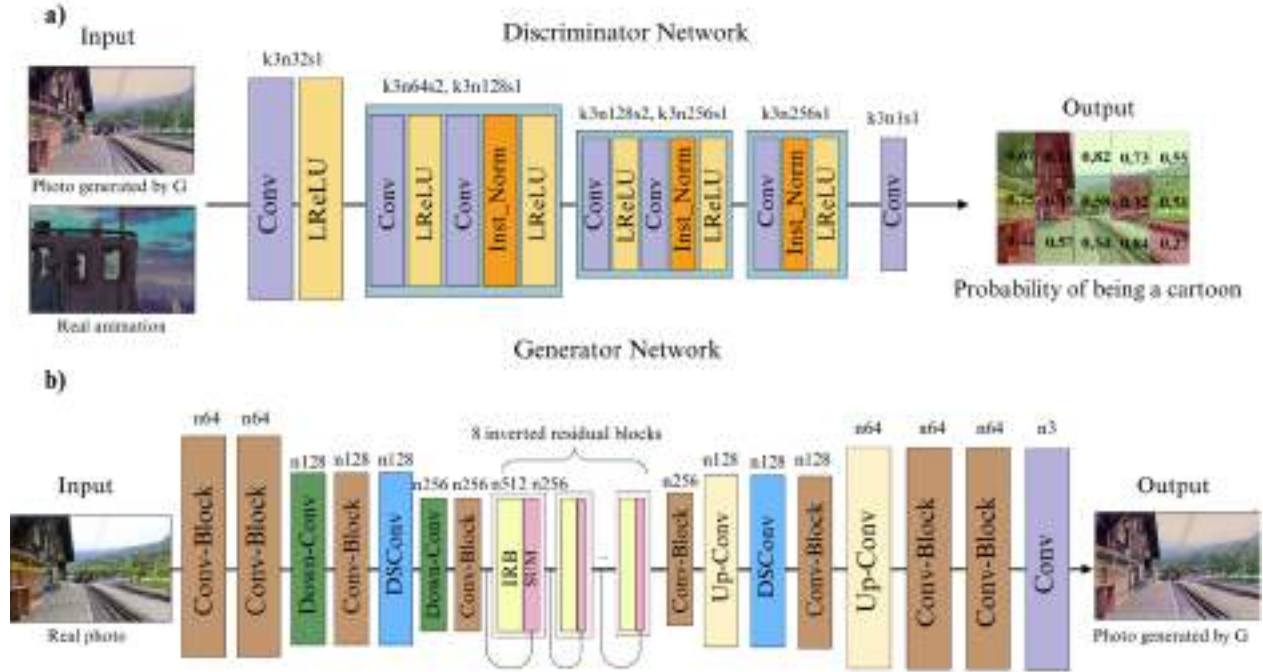 a)
Input
Discriminator Network
k3n32s1
k3n64s2, k3n128s1
k3n128s2, k3n256s1
k3n256s1
k3n1s1
Output
Conv
LReLU
Conv
LReLU
Conv
Inst_Norm
LReLU
Conv
LReLU
Conv
Inst_Norm
LReLU
Conv
Inst_Norm
LReLU
Conv
0,82 0,73 0,55
Photo generated by G
0,57 0,84
Probability of being a cartoon
Real animation
Generator Network
b)
n64
n64
8 inverted residual blocks
n64
n64
n64
n3
n128
n128
n128
n256
n256
n512
n256
n256
n128
n128
n128
Input
Output
Conv-Block
Conv-Block
Down-Conv
Conv-Block
DSConv
Down-Conv
Conv-Block
IRB
SUM
...
Conv-Block
Up-Conv
DSConv
Conv-Block
Up-Conv
Conv-Block
Conv-Block
Conv
Real photo
Photo generated by G